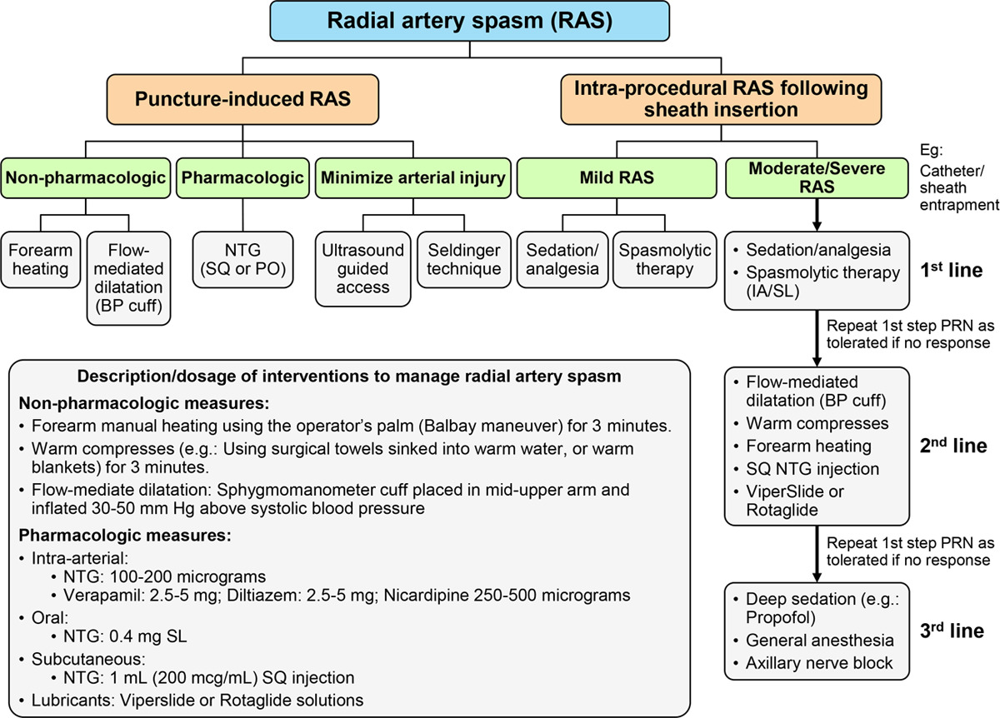 Radial artery spasm (RAS)
Puncture-induced RAS
Intra-procedural RAS following
sheath insertion
Non-pharmacologic
Pharmacologic
Minimize arterial injury
Mild RAS
Moderate/Severe
RAS
Eg:
Catheter/
sheath
entrapment
Forearm
heating
Flow-
mediated
dilatation
(BP cuff)
NTG
(SQ or PO)
Ultrasound
guided
access
Seldinger
technique
Sedation/
analgesia
Spasmolytic
therapy
• Sedation/analgesia
• Spasmolytic therapy
(IA/SL)
1st line
Repeat 1st step PRN as
tolerated if no response
• Flow-mediated
dilatation (BP cuff)
• Warm compresses
• Forearm heating
• SQ NTG injection
• ViperSlide or
Rotaglide
2nd line
Repeat 1st step PRN as
tolerated if no response
• Deep sedation (e.g.:
Propofol)
• General anesthesia
• Axillary nerve block
3rd line
Description/dosage of interventions to manage radial artery spasm
Non-pharmacologic measures:
• Forearm manual heating using the operator’s palm (Balbay maneuver) for 3 minutes.
• Warm compresses (e.g.: Using surgical towels sinked into warm water, or warm
blankets) for 3 minutes.
• Flow-mediate dilatation: Sphygmomanometer cuff placed in mid-upper arm and
inflated 30-50 mm Hg above systolic blood pressure
Pharmacologic measures:
• Intra-arterial:
• NTG: 100-200 micrograms
• Verapamil: 2.5-5 mg; Diltiazem: 2.5-5 mg; Nicardipine 250-500 micrograms
• Oral:
• NTG: 0.4 mg SL
• Subcutaneous:
• NTG: 1 mL (200 mcg/mL) SQ injection
• Lubricants: Viperslide or Rotaglide solutions